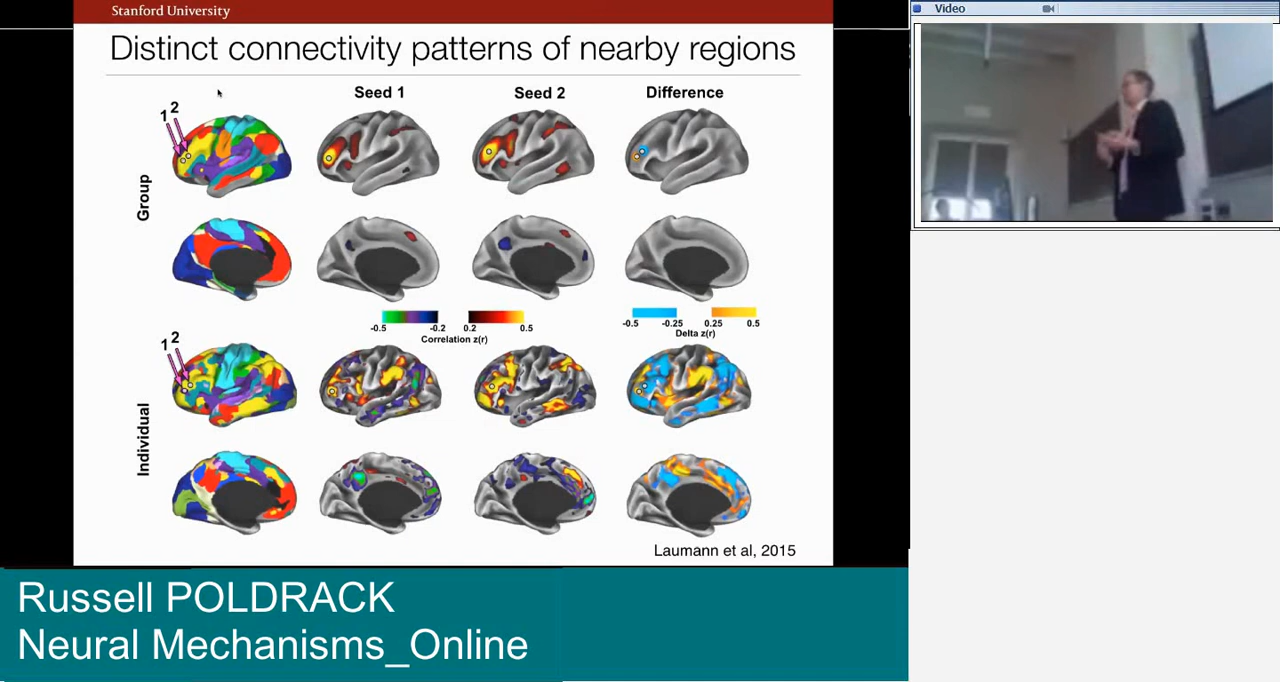 Stanford University
Video
Distinct connectivity patterns of nearby regions
Seed 1 Seed 2 Difference
1 2
Group
-0.5 -0.2 0.2 0.5
Correlation z(r)
-0.5 -0.25 0.25 0.5
Delta z(r)
1 2
Individual
Laumann et al, 2015
Russell POLDRACK
Neural Mechanisms_Online